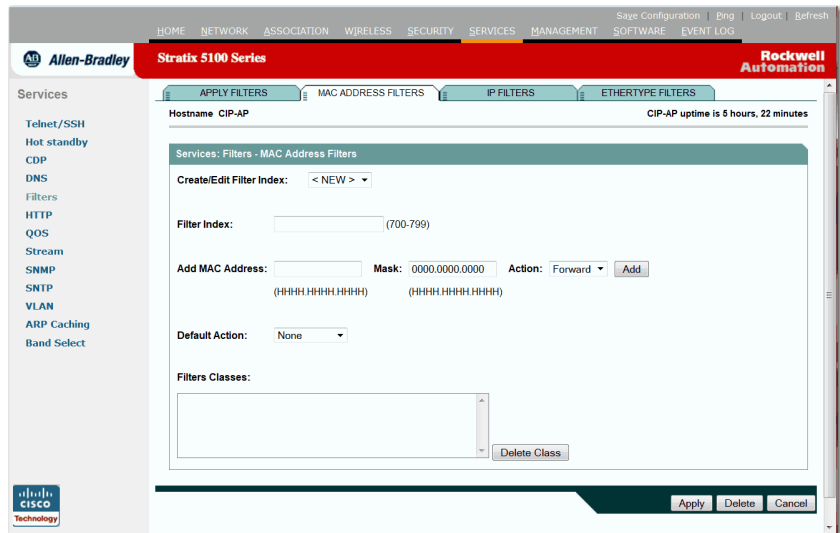 Save Configuration | Ping | Logout | Refresh
HOME NETWORK ASSOCIATION WIRELESS SECURITY SERVICES MANAGEMENT SOFTWARE EVENT LOG
AB Allen-Bradley
Stratix 5100 Series
Rockwell
Automation
Services
Telnet/SSH
Hot standby
CDP
DNS
Filters
HTTP
QOS
Stream
SNMP
SNTP
VLAN
ARP Caching
Band Select
APPLY FILTERS MAC ADDRESS FILTERS IP FILTERS ETHERTYPE FILTERS
Hostname CIP-AP CIP-AP uptime is 5 hours, 22 minutes
Services: Filters - MAC Address Filters
Create/Edit Filter Index: < NEW >
Filter Index: (700-799)
Add MAC Address: Mask: 0000.0000.0000 Action: Forward Add
(HHHH.HHHH.HHHH) (HHHH.HHHH.HHHH)
Default Action: None
Filters Classes:
Delete Class
Apply Delete Cancel
CISCO
Technology